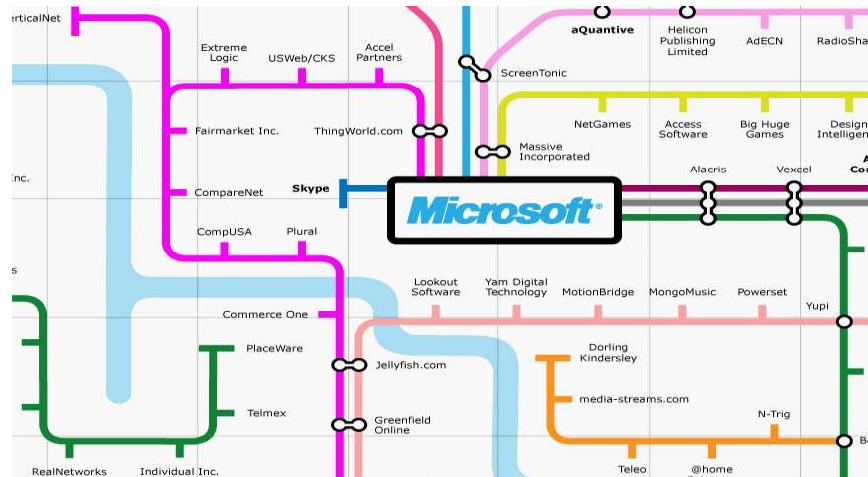 erticalNet
Extreme
Logic
USWeb/CKS
Accel
Partners
aQuantive
Helicon
Publishing
Limited
AdECN
RadioSha
ScreenTonic
Fairmarket Inc.
ThingWorld.com
NetGames
Access
Software
Big Huge
Games
Design
Intelligen
Massive
Incorporated
Alacris
Vexcel
A
Co
nc.
CompareNet
Skype
Microsoft®
CompUSA
Plural
s
Lookout
Software
Yam Digital
Technology
MotionBridge
MongoMusic
Powerset
Yupi
Commerce One
PlaceWare
Jellyfish.com
Dorling
Kindersley
media-streams.com
Telmex
Greenfield
Online
N-Trig
RealNetworks
Individual Inc.
Teleo
@home